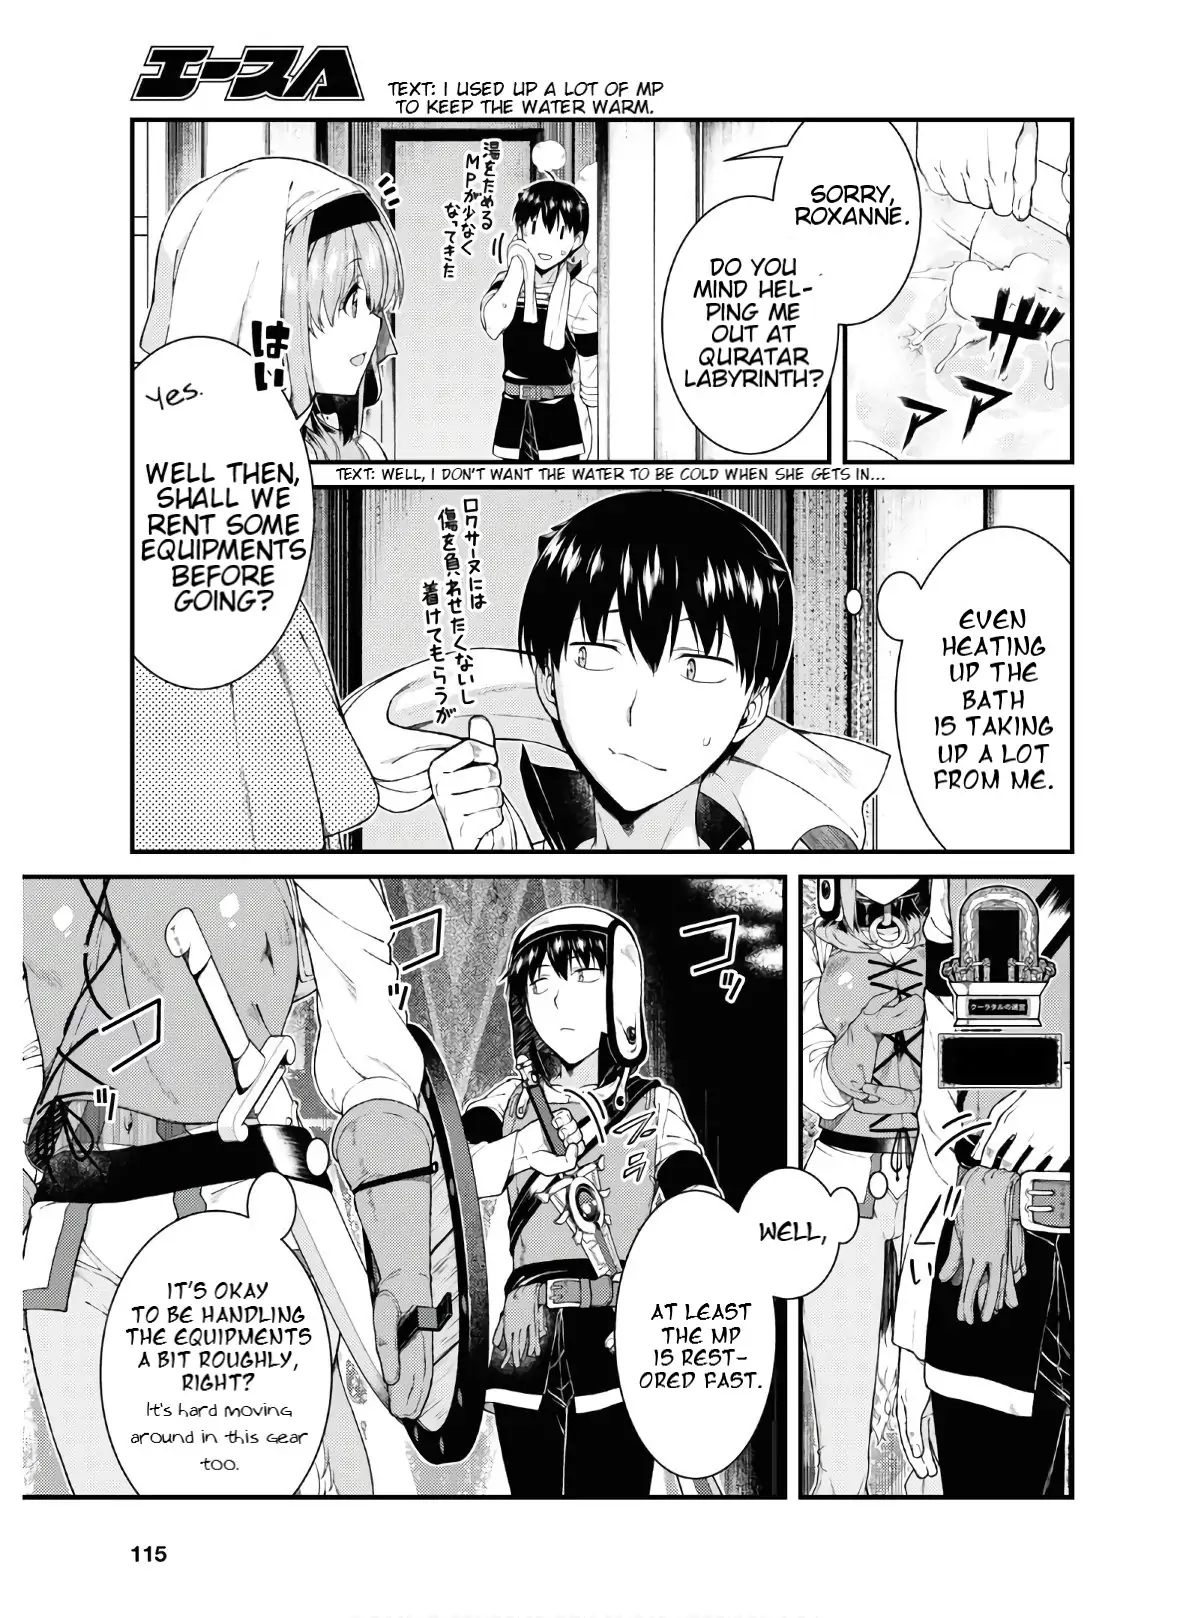 エースA
TEXT: I USED UP A LOT OF MP
TO KEEP THE WATER WARM.
ザ
アアア
SORRY,
ROXANNE.
DO YOU
MIND HEL-
PING ME
OUT AT
QURATAR
LABYRINTH?
湯をためる
MPが少なく
なってきた
はい
Yes.
WELL THEN,
SHALL WE
RENT SOME
EQUIPMENTS
BEFORE
GOING?
TEXT: WELL, I DON'T WANT THE WATER TO BE COLD WHEN SHE GETS IN...
EVEN
HEATING
UP THE
BATH
IS TAKING
UP A LOT
FROM ME.
ロクサーヌには
傷を負わせたくないし
着けてもらうが
クーラタルの迷宮
WELL,
AT LEAST
THE MP
IS REST-
ORED FAST.
IT'S OKAY
TO BE HANDLING
THE EQUIPMENTS
A BIT ROUGHLY,
RIGHT?
It's hard moving
around in this gear
too.
115